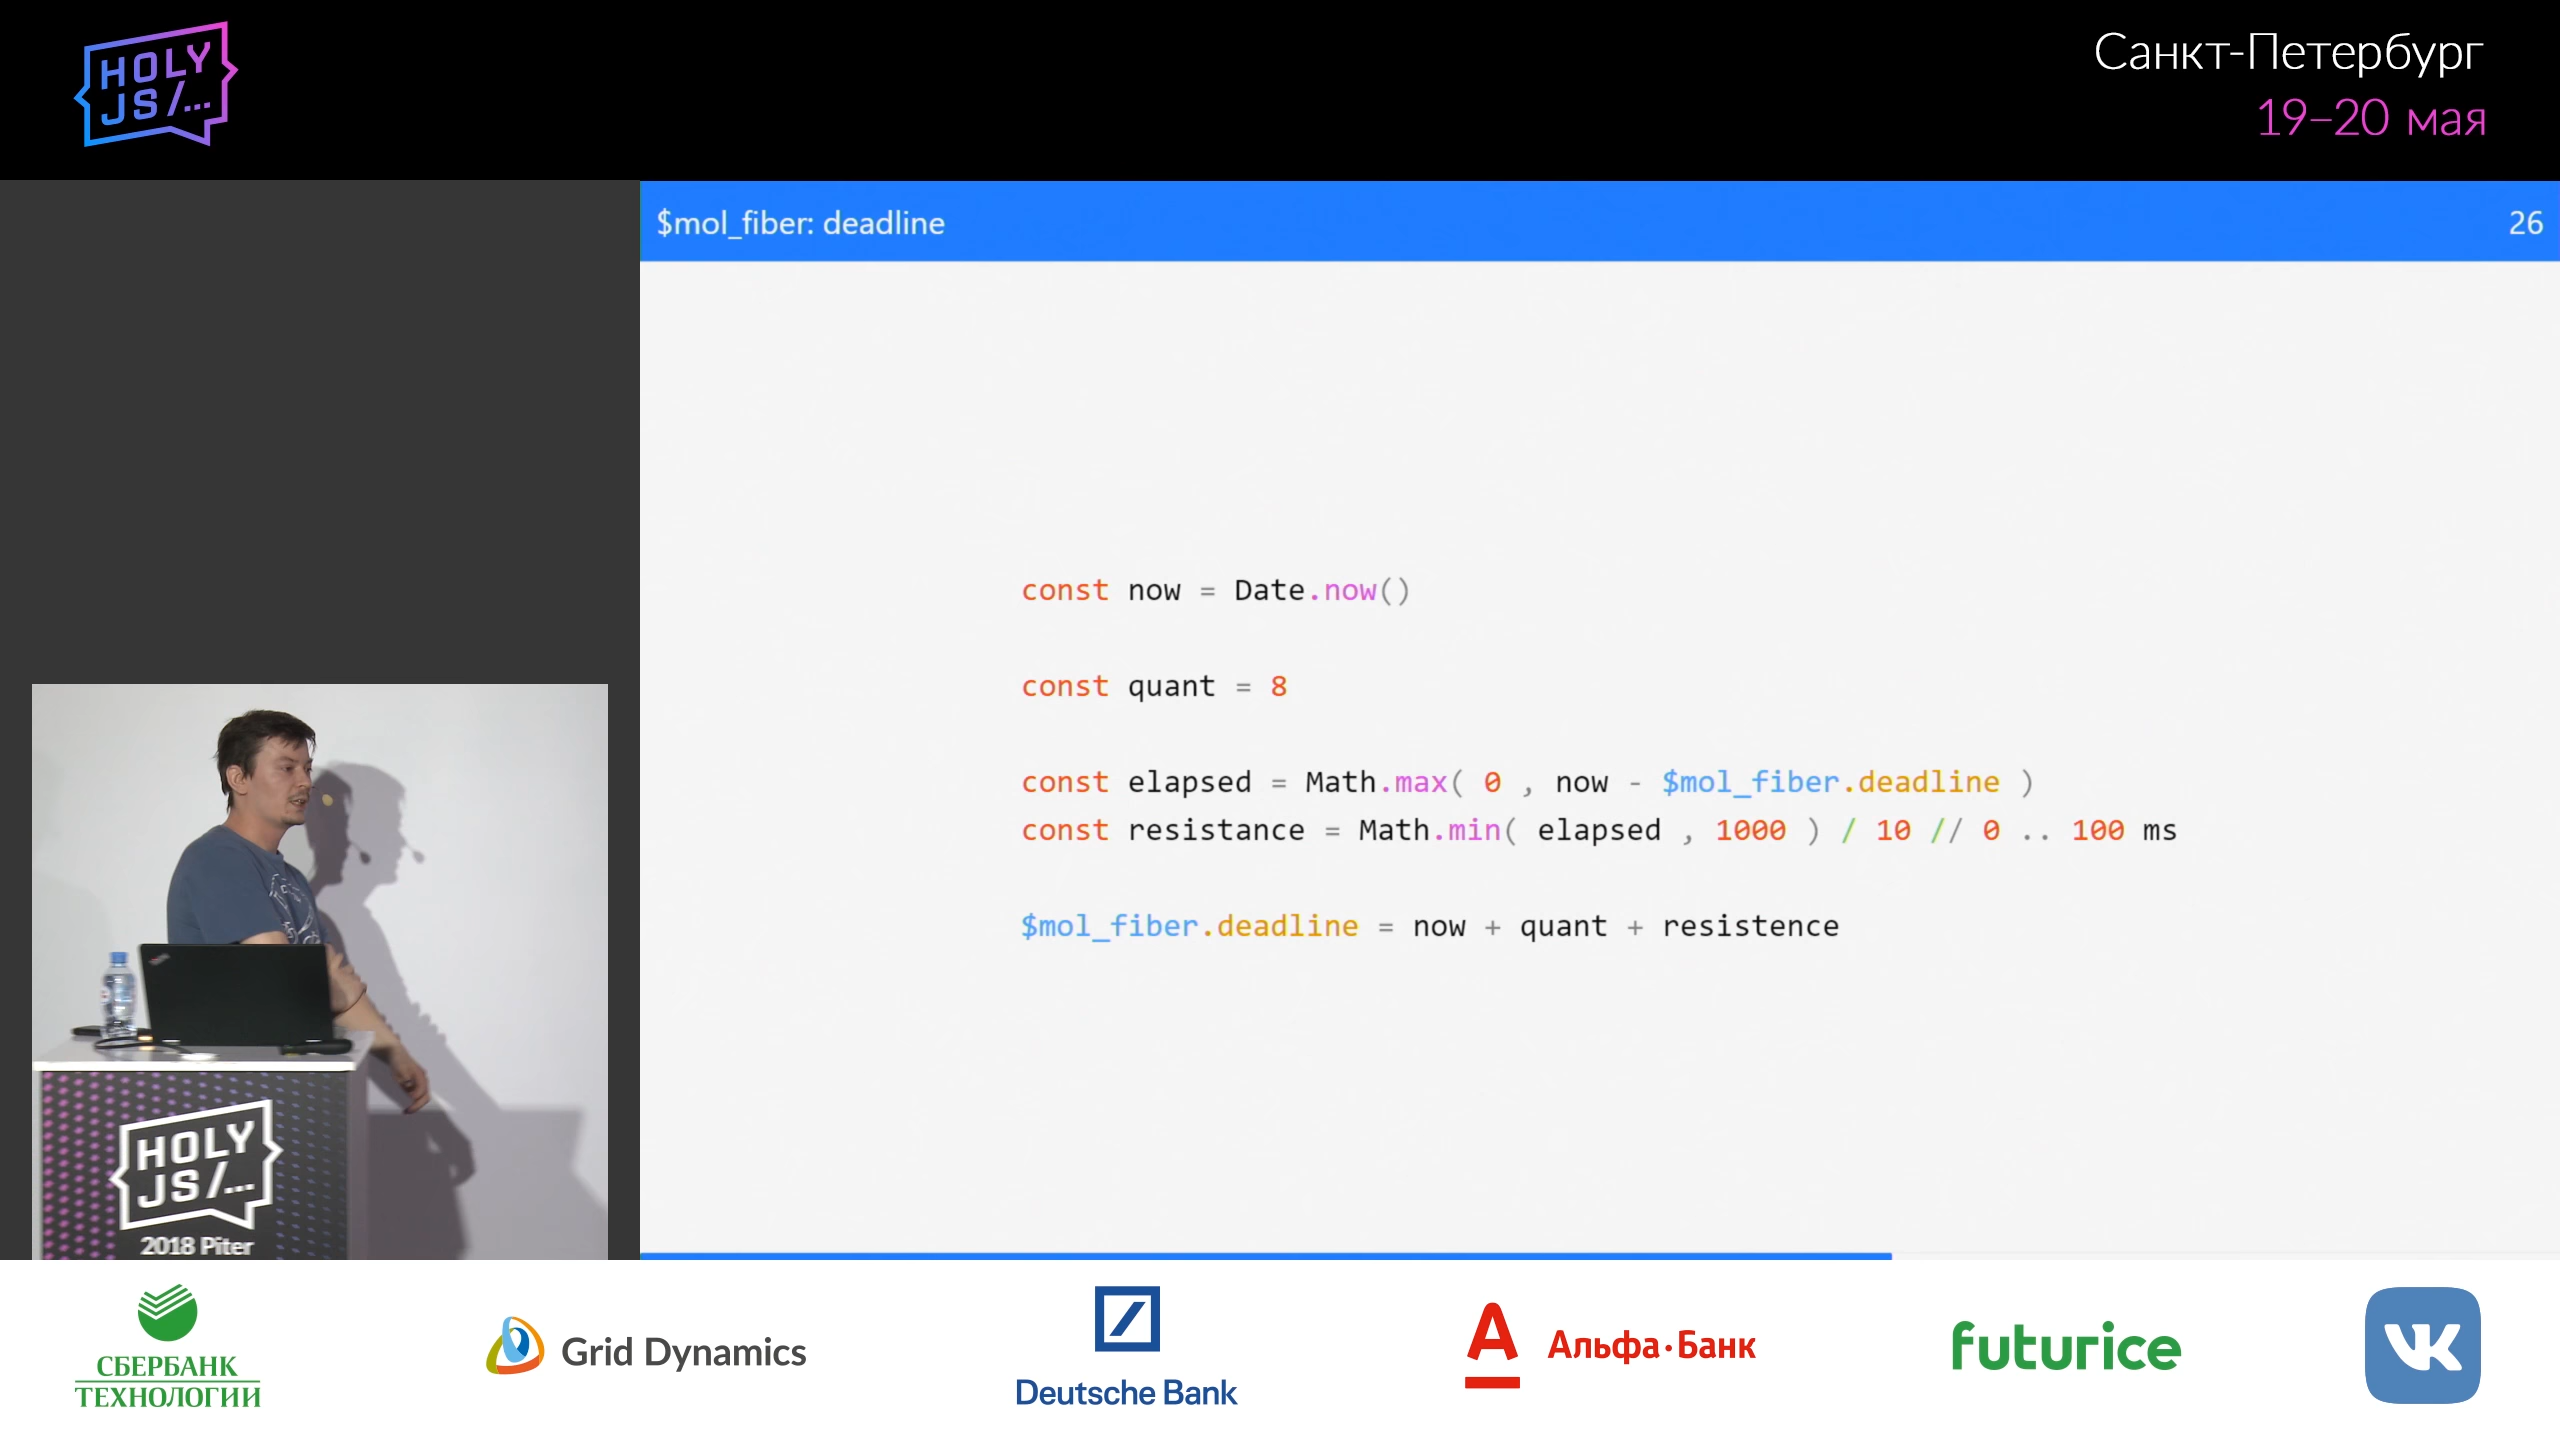 HOLY
JS/...
Санкт-Петербург
19–20 мая
$mol_fiber: deadline
26
const now = Date.now()
const quant = 8
const elapsed = Math.max( 0 , now - $mol_fiber.deadline )
const resistance = Math.min( elapsed , 1000 ) / 10 // 0 .. 100 ms
$mol_fiber.deadline = now + quant + resistence
HOLY
JS/...
2018 Piter
СБЕРБАНК
ТЕХНОЛОГИИ
Grid Dynamics
Deutsche Bank
А Альфа·Банк
futurice
VK